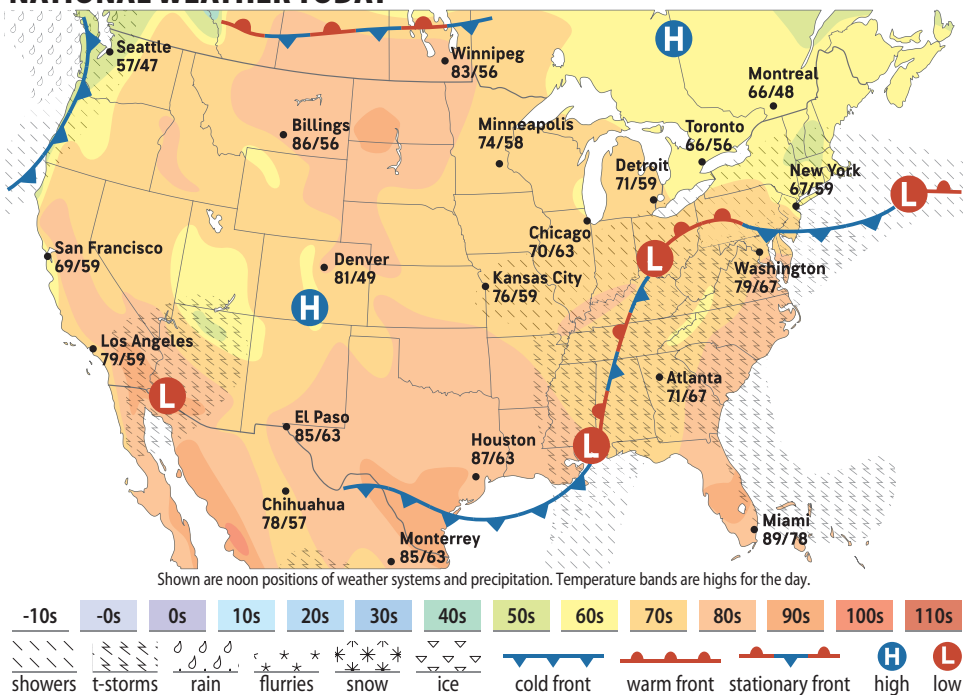 NATIONAL WEATHER TODAY
H
Seattle
57/47
Winnipeg
83/56
Montreal
66/48
Billings
86/56
Minneapolis
74/58
Toronto
66/56
Detroit
71/59
New York
67/59
L
San Francisco
69/59
Denver
81/49
Chicago
70/63
L
Kansas City
76/59
Washington
79/67
H
Los Angeles
79/59
L
Atlanta
71/67
El Paso
85/63
Houston
87/63
L
Chihuahua
78/57
Monterrey
85/63
Miami
89/78
Shown are noon positions of weather systems and precipitation. Temperature bands are highs for the day.
-10s -0s 0s 10s 20s 30s 40s 50s 60s 70s 80s 90s 100s 110s
H L
showers t-storms rain flurries snow ice cold front warm front stationary front high low